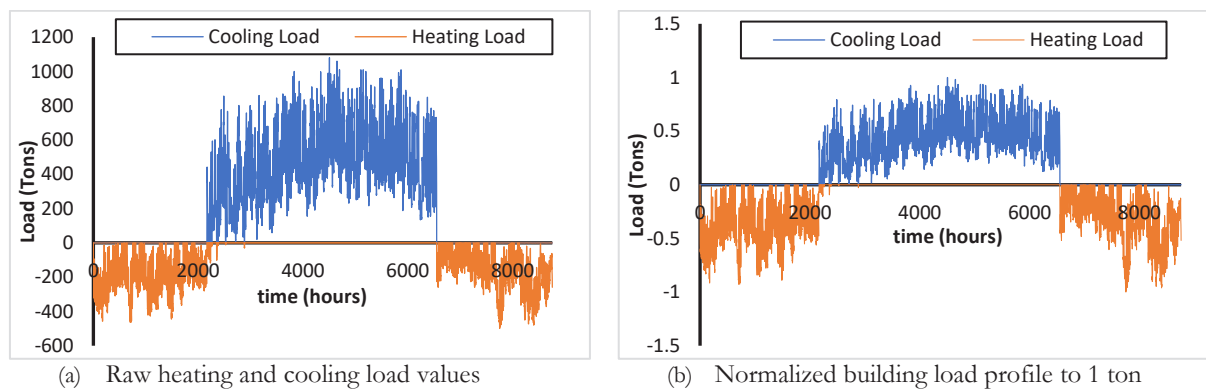 Cooling Load Heating Load
1200
1000
800
600
400
200
0
-200
-400
-600
Load (Tons)
0 2000 4000 6000 8000
time (hours)
(a) Raw heating and cooling load values
Cooling Load Heating Load
1.5
1
0.5
0
-0.5
-1
-1.5
Load (Tons)
0 2000 4000 6000 8000
time (hours)
(b) Normalized building load profile to 1 ton